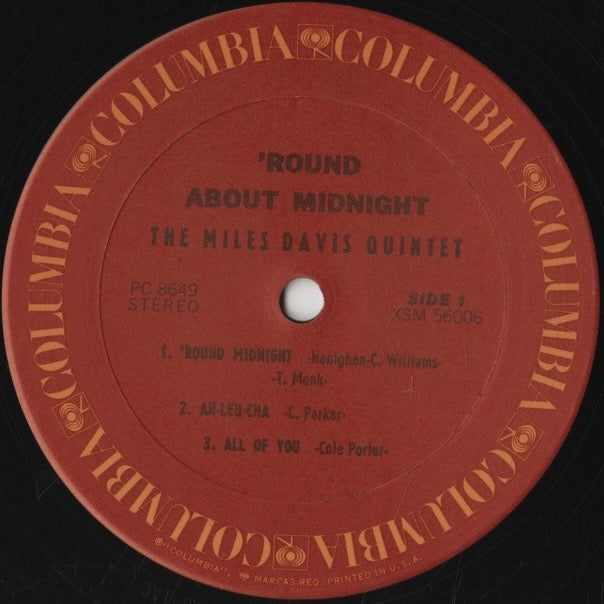 COLUMBIA COLUMBIA COLUMBIA COLUMBIA COLUMBIA COLUMBIA COLUMBIA
'ROUND
ABOUT MIDNIGHT
THE MILES DAVIS QUINTET
PC 8649
STEREO
SIDE 1
XSM 56006
1. 'ROUND MIDNIGHT -Hanighen-C. Williams-
-T. Monk-
2. AH-LEU-CHA -C. Parker-
3. ALL OF YOU -Cole Porter-
® "COLUMBIA", ® MARCAS REG. PRINTED IN U.S.A.